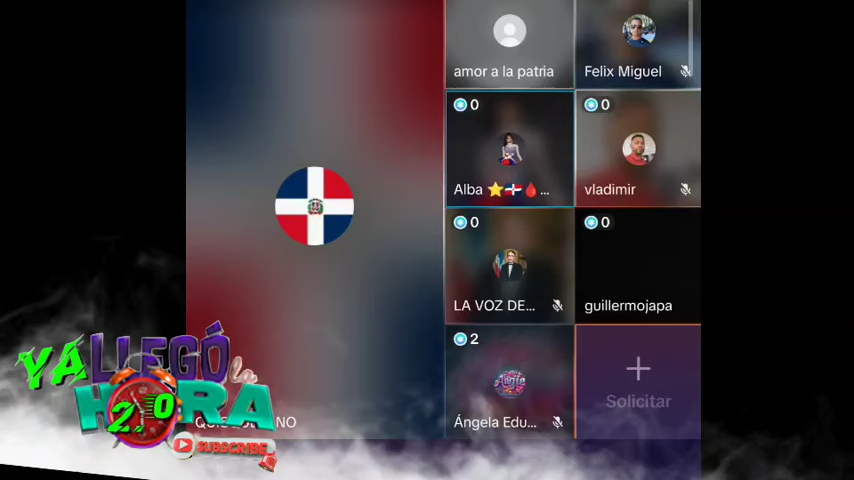 amor a la patria
Felix Miguel
0
0
Alba ⭐🇩🇴🩸...
vladimir
0
0
LA VOZ DE...
guillermojapa
2
Ángela Edu...
Solicitar
YA LLEGÓ la
HORA
2.0
SUBSCRIBE
NO